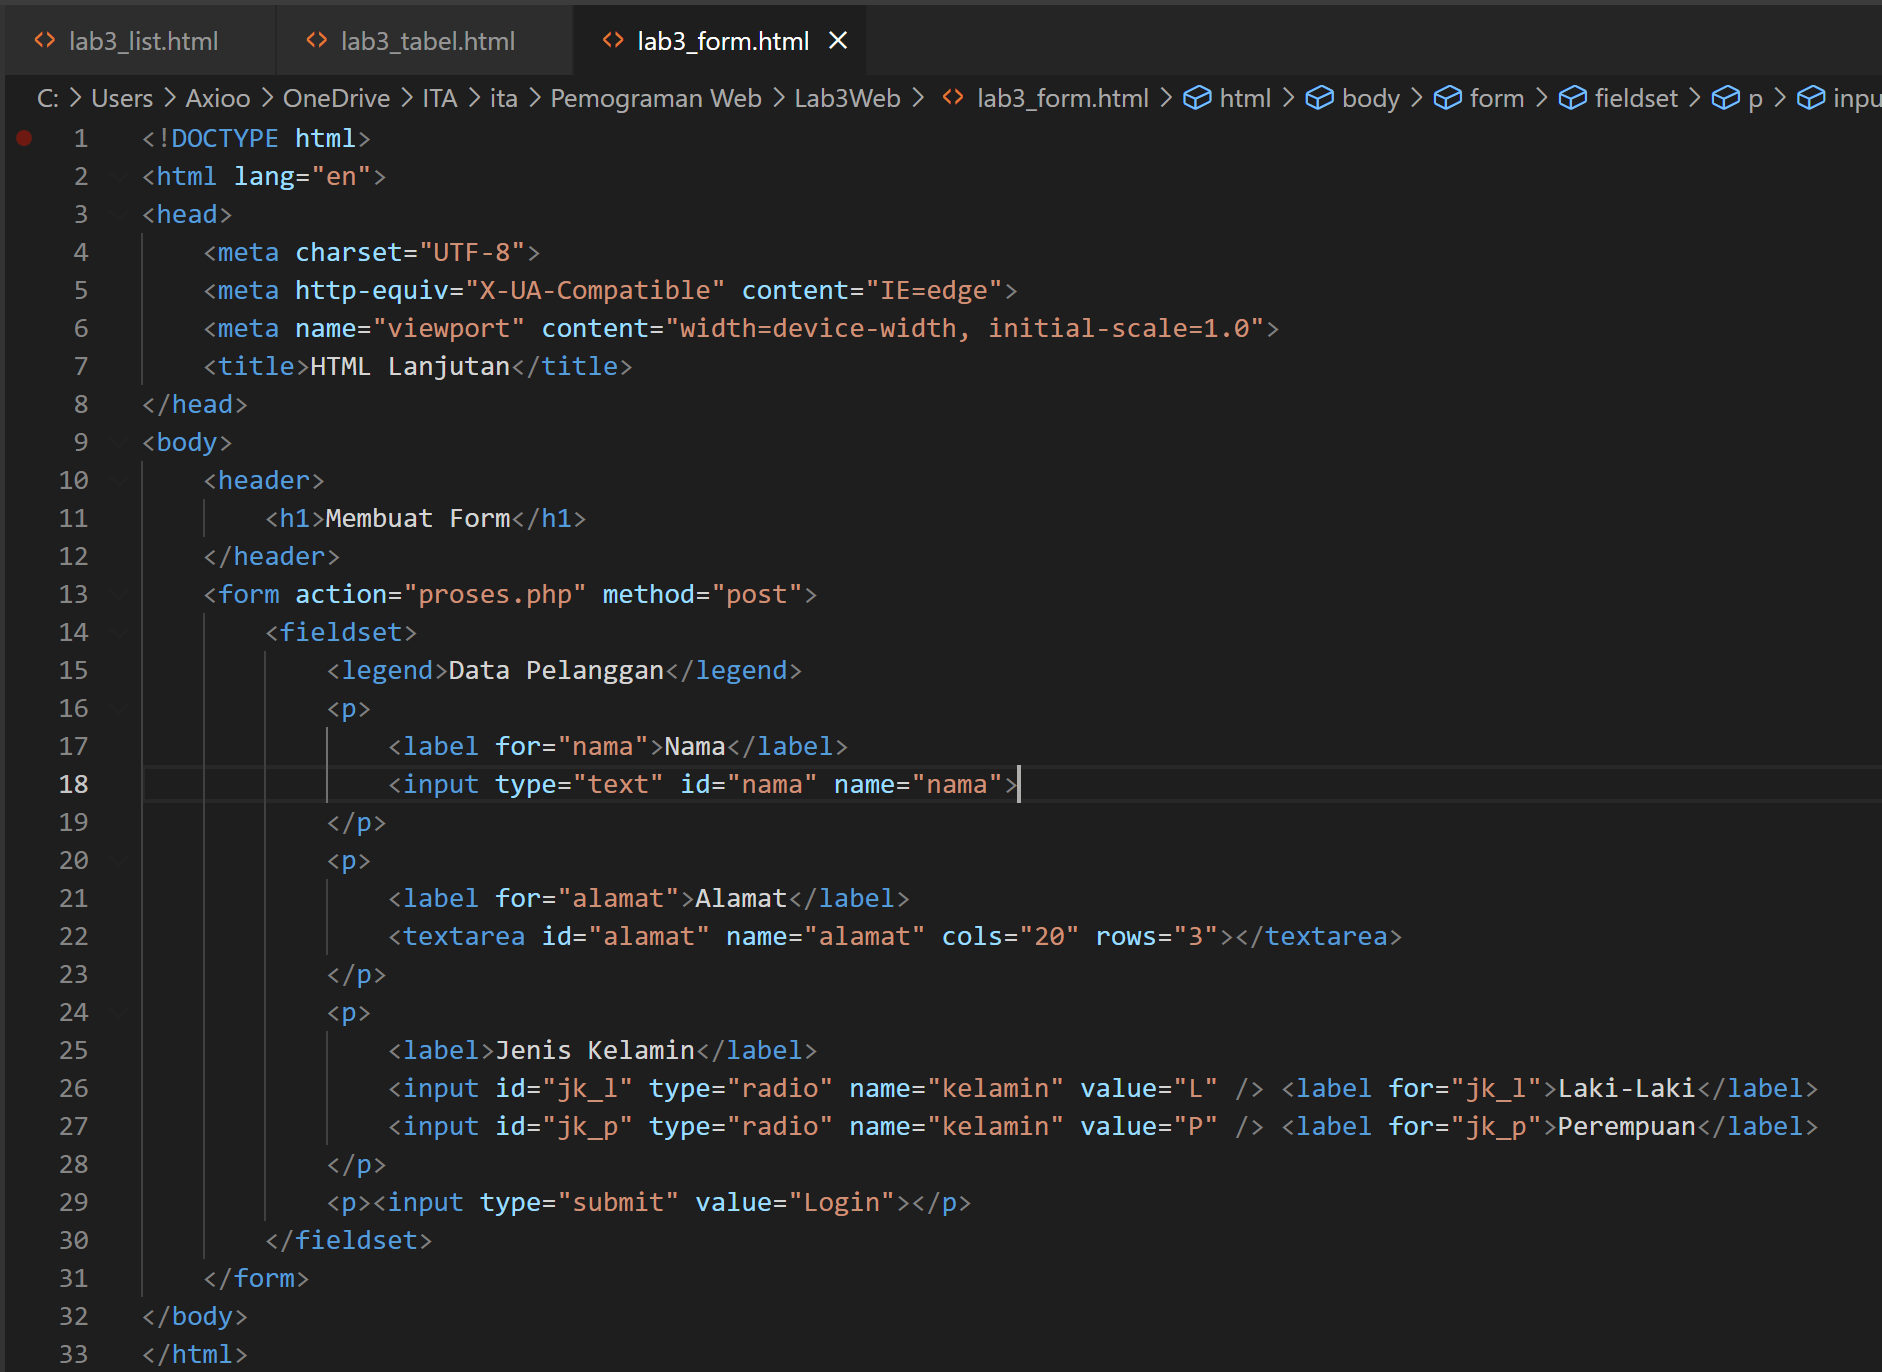 lab3_list.html lab3_tabel.html lab3_form.html
C: > Users > Axioo > OneDrive > ITA > ita > Pemograman Web > Lab3Web > lab3_form.html > html > body > form > fieldset > p > inpu
1 <!DOCTYPE html>
2 <html lang="en">
3 <head>
4     <meta charset="UTF-8">
5     <meta http-equiv="X-UA-Compatible" content="IE=edge">
6     <meta name="viewport" content="width=device-width, initial-scale=1.0">
7     <title>HTML Lanjutan</title>
8 </head>
9 <body>
10     <header>
11         <h1>Membuat Form</h1>
12     </header>
13     <form action="proses.php" method="post">
14         <fieldset>
15             <legend>Data Pelanggan</legend>
16             <p>
17                 <label for="nama">Nama</label>
18                 <input type="text" id="nama" name="nama">
19             </p>
20             <p>
21                 <label for="alamat">Alamat</label>
22                 <textarea id="alamat" name="alamat" cols="20" rows="3"></textarea>
23             </p>
24             <p>
25                 <label>Jenis Kelamin</label>
26                 <input id="jk_l" type="radio" name="kelamin" value="L" /> <label for="jk_l">Laki-Laki</label>
27                 <input id="jk_p" type="radio" name="kelamin" value="P" /> <label for="jk_p">Perempuan</label>
28             </p>
29             <p><input type="submit" value="Login"></p>
30         </fieldset>
31     </form>
32 </body>
33 </html>